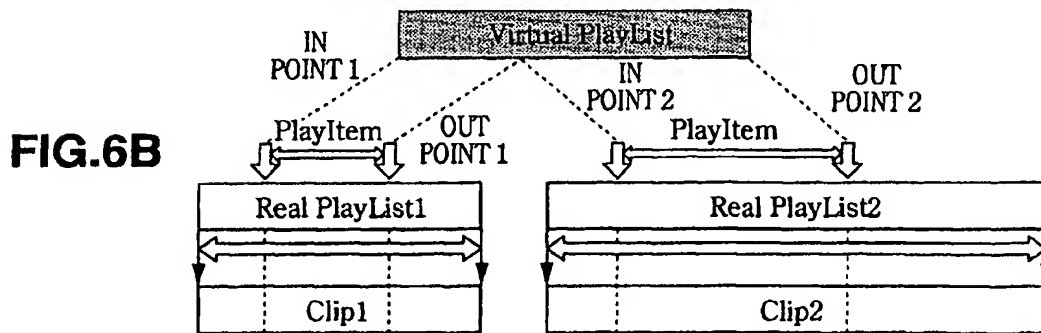 Virtual PlayList
IN
POINT 1
IN
POINT 2
OUT
POINT 2
PlayItem
OUT
POINT 1
PlayItem
FIG.6B
Real PlayList1
Real PlayList2
Clip1
Clip2